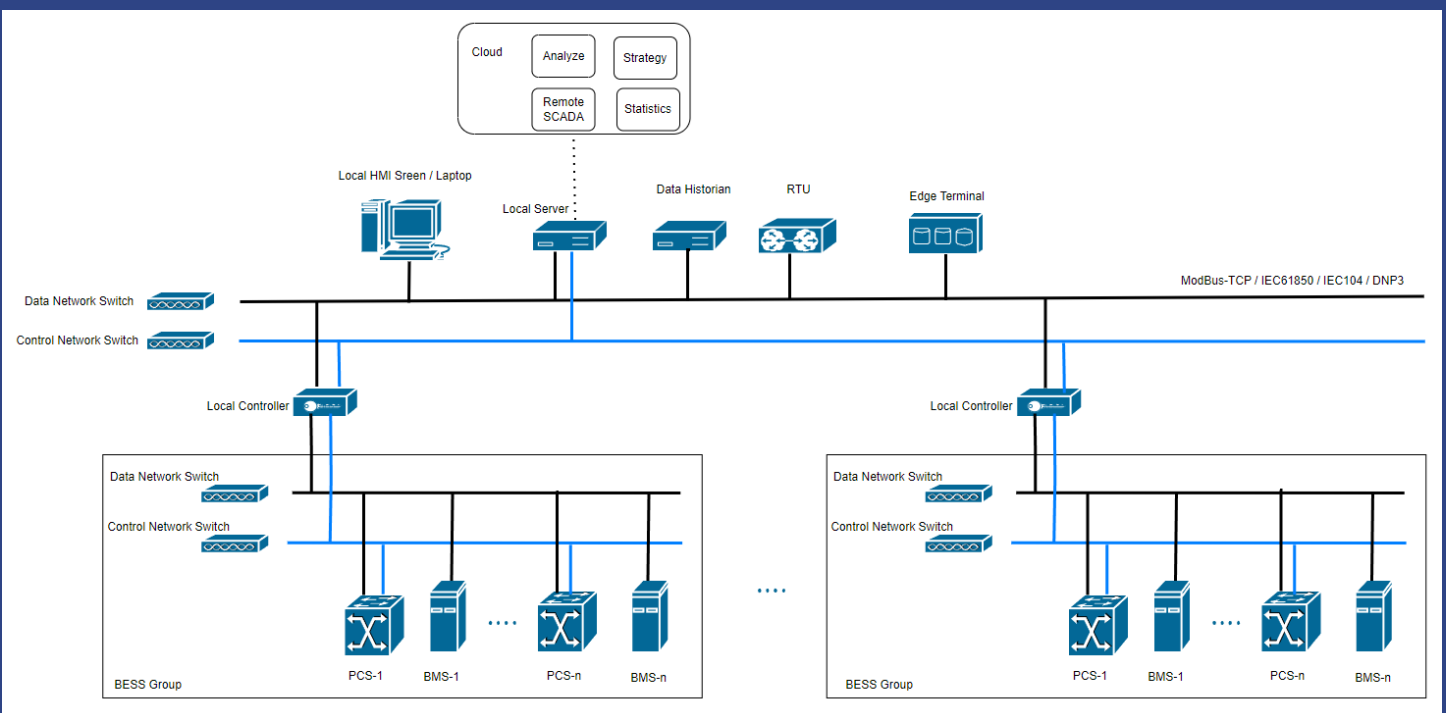 Cloud
Analyze
Strategy
Remote
SCADA
Statistics
Local HMI Sreen / Laptop
Local Server
Data Historian
RTU
Edge Terminal
ModBus-TCP / IEC61850 / IEC104 / DNP3
Data Network Switch
Control Network Switch
Local Controller
Local Controller
Data Network Switch
Control Network Switch
PCS-1
BMS-1
PCS-n
BMS-n
BESS Group
Data Network Switch
Control Network Switch
PCS-1
BMS-1
PCS-n
BMS-n
BESS Group